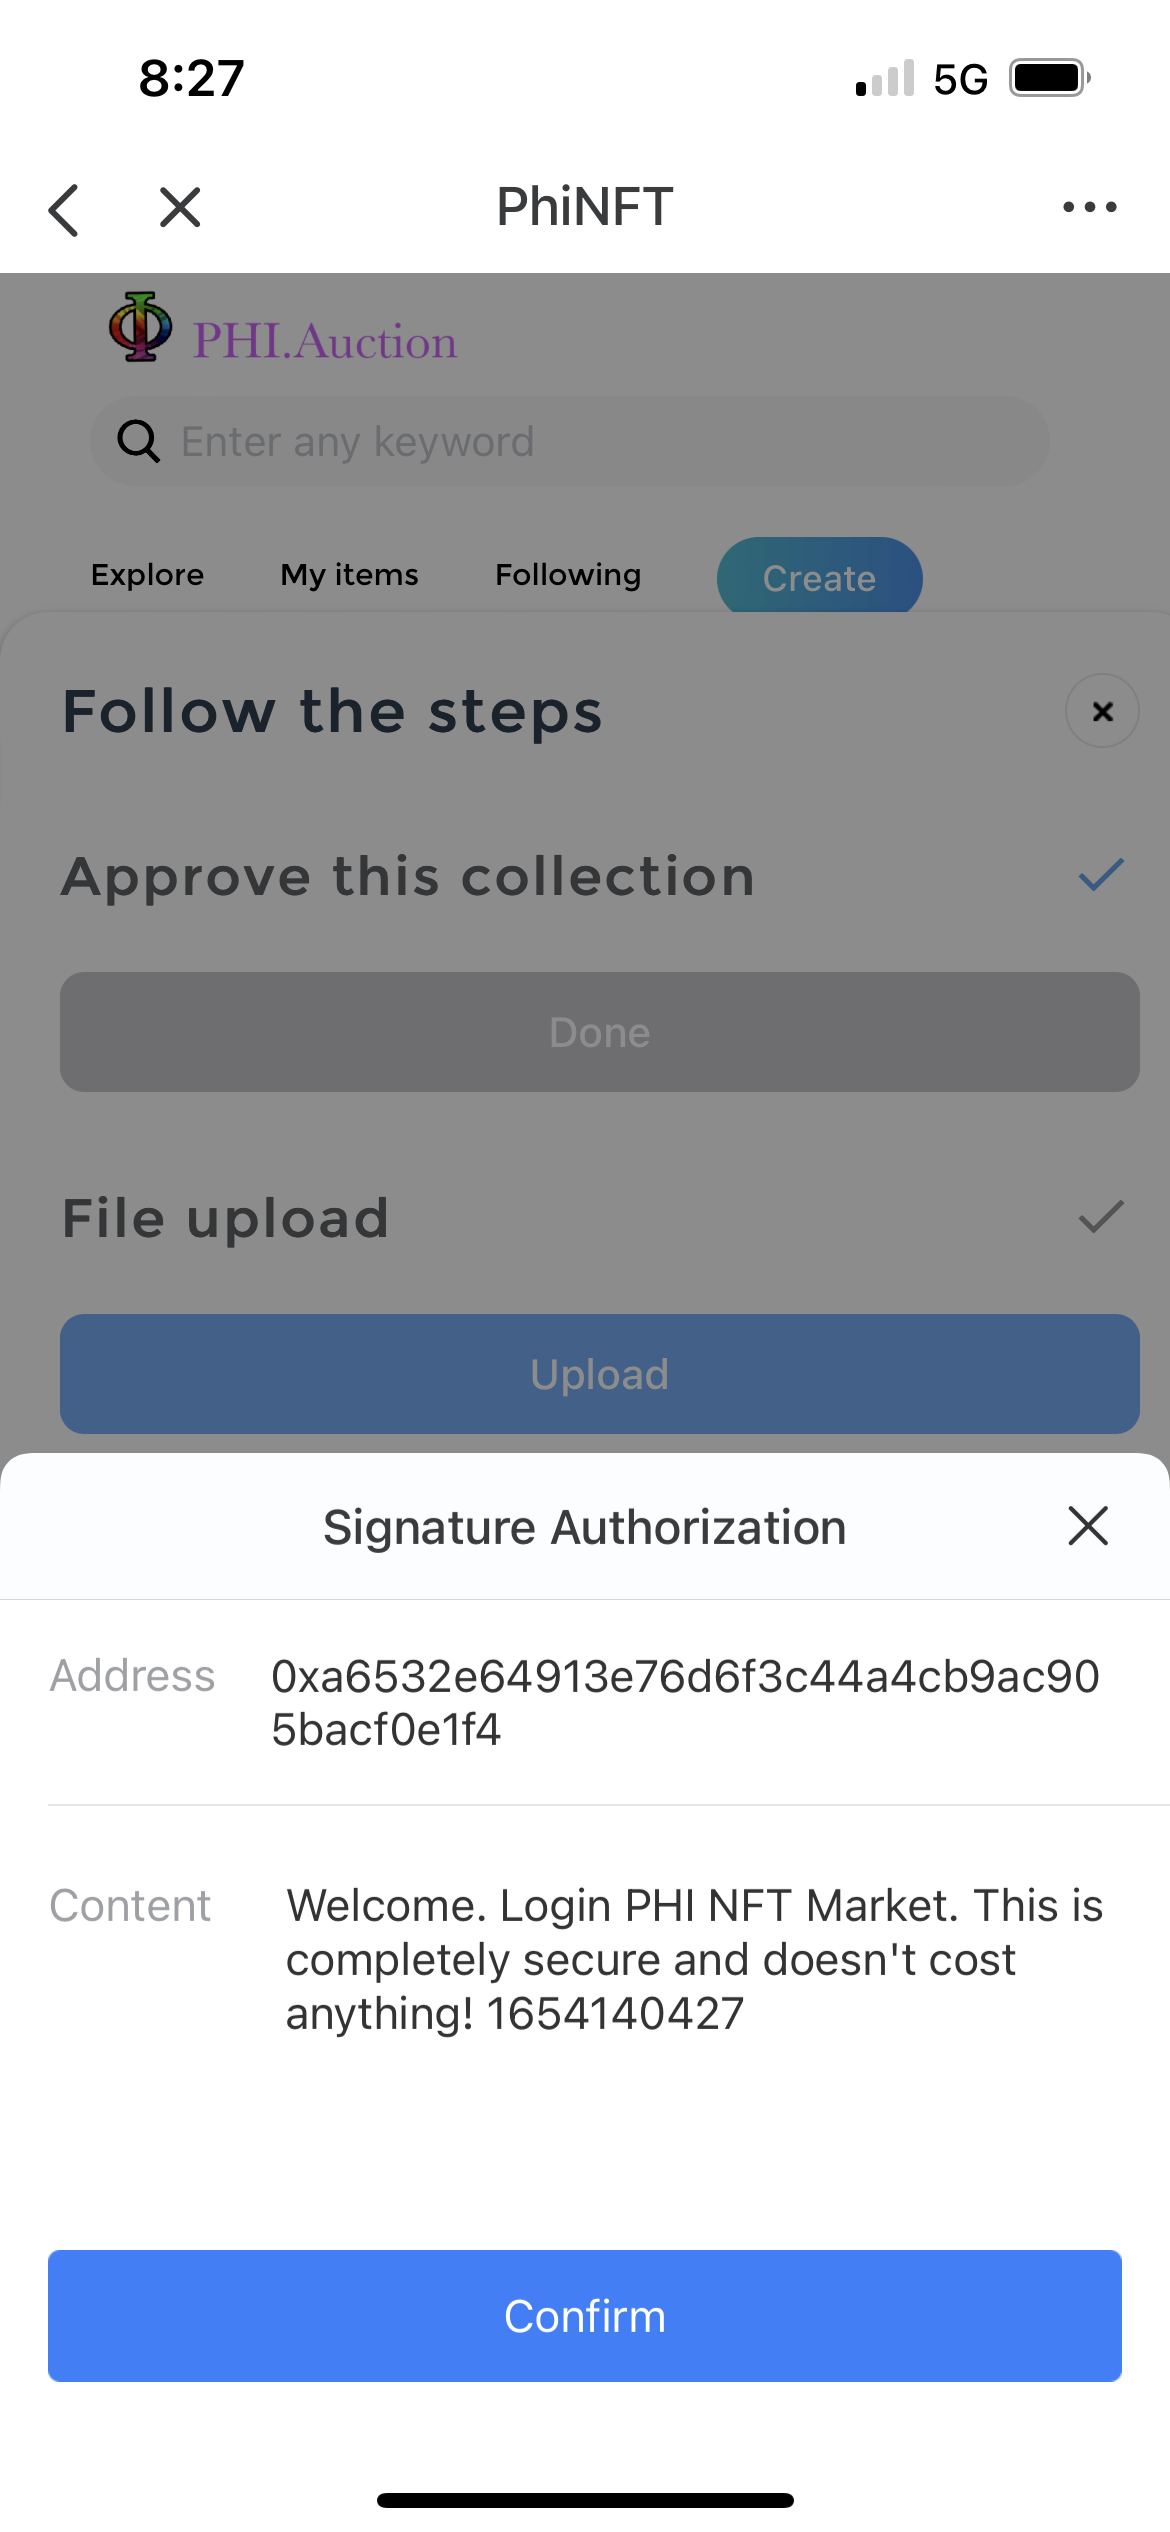 8:27
5G
PhiNFT
PHI.Auction
Enter any keyword
Explore
My items
Following
Create
Follow the steps
Approve this collection
Done
File upload
Upload
Signature Authorization
Address
0xa6532e64913e76d6f3c44a4cb9ac90
5bacf0e1f4
Content
Welcome. Login PHI NFT Market. This is
completely secure and doesn't cost
anything! 1654140427
Confirm